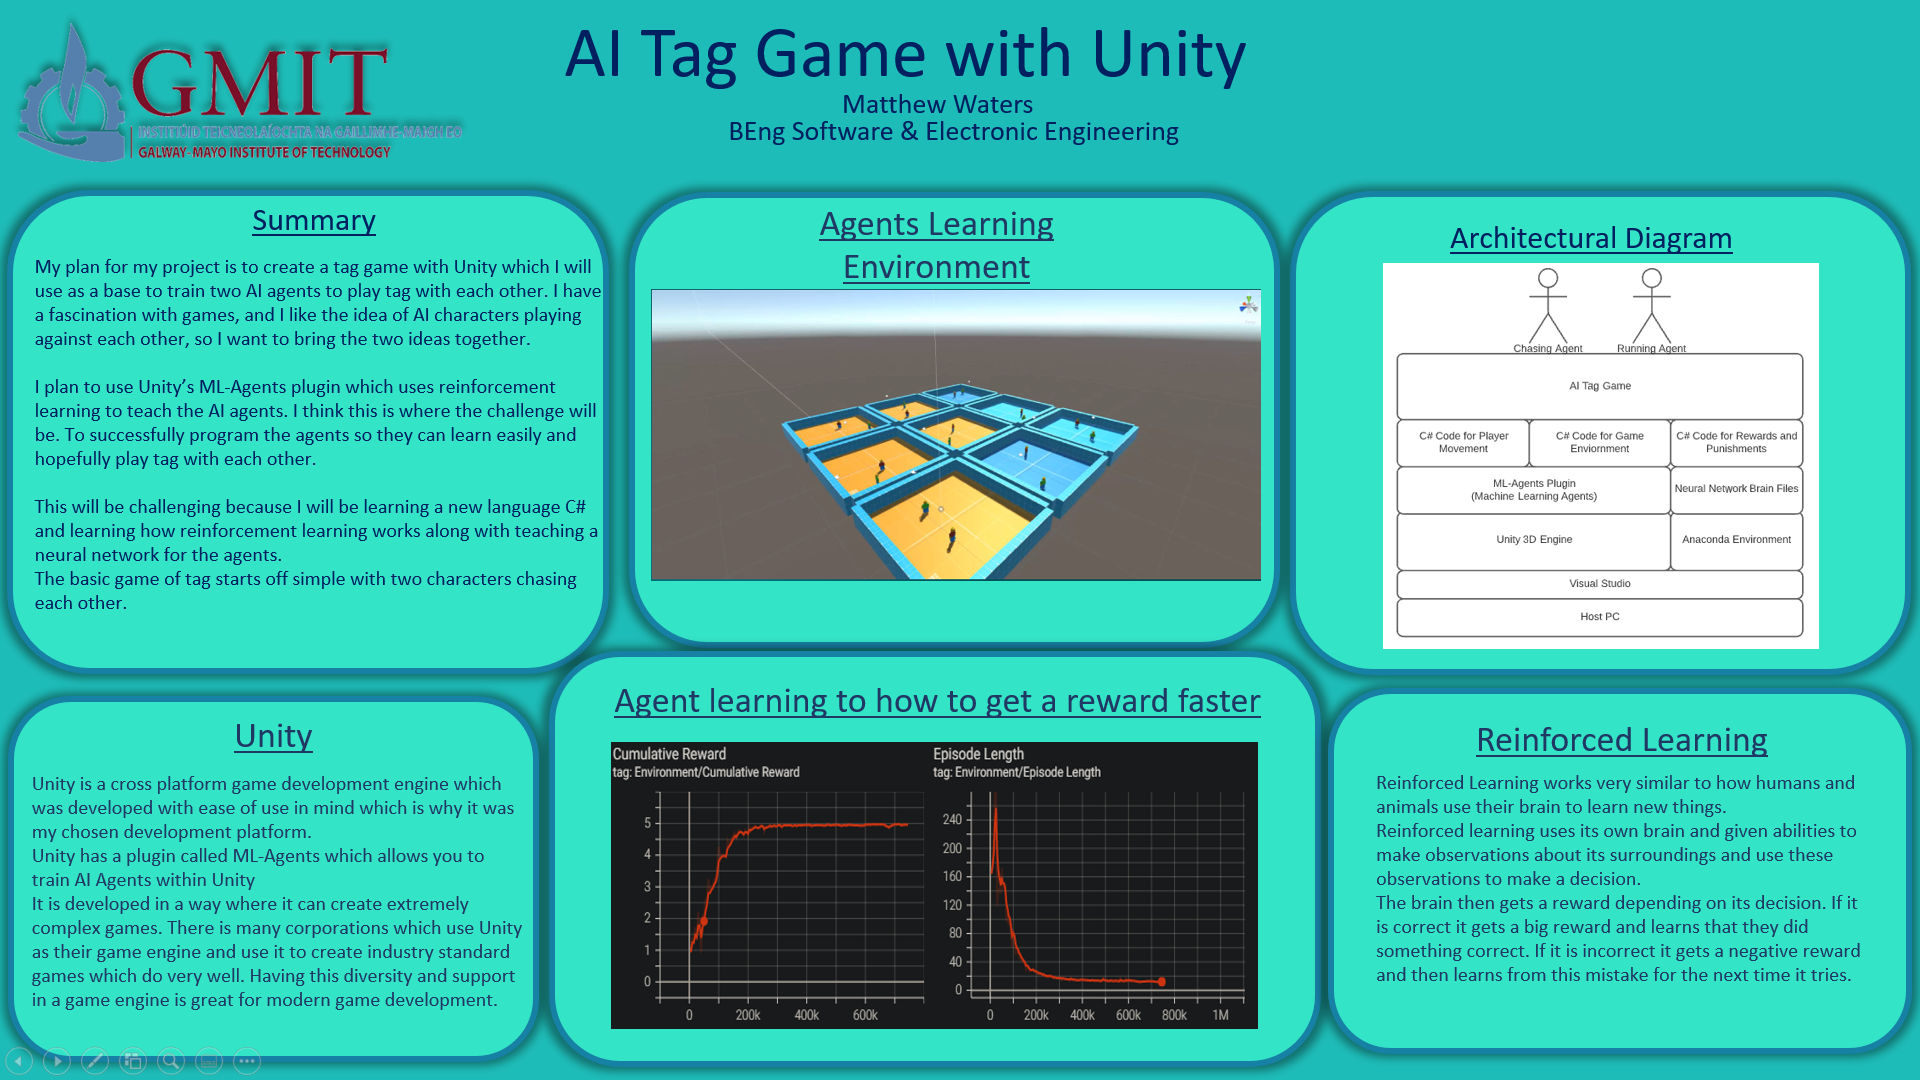 GMIT
INSTITIÚID TEICNEOLAÍOCHTA NA GAILLIMHE-MAIGH EO
GALWAY-MAYO INSTITUTE OF TECHNOLOGY
AI Tag Game with Unity
Matthew Waters
BEng Software & Electronic Engineering
Summary
My plan for my project is to create a tag game with Unity which I will
use as a base to train two AI agents to play tag with each other. I have
a fascination with games, and I like the idea of AI characters playing
against each other, so I want to bring the two ideas together.
I plan to use Unity’s ML-Agents plugin which uses reinforcement
learning to teach the AI agents. I think this is where the challenge will
be. To successfully program the agents so they can learn easily and
hopefully play tag with each other.
This will be challenging because I will be learning a new language C#
and learning how reinforcement learning works along with teaching a
neural network for the agents.
The basic game of tag starts off simple with two characters chasing
each other.
Agents Learning
Environment
Architectural Diagram
Chasing Agent
Running Agent
AI Tag Game
C# Code for Player
Movement
C# Code for Game
Enviornment
C# Code for Rewards and
Punishments
ML-Agents Plugin
(Machine Learning Agents)
Neural Network Brain Files
Unity 3D Engine
Anaconda Environment
Visual Studio
Host PC
Unity
Unity is a cross platform game development engine which
was developed with ease of use in mind which is why it was
my chosen development platform.
Unity has a plugin called ML-Agents which allows you to
train AI Agents within Unity
It is developed in a way where it can create extremely
complex games. There is many corporations which use Unity
as their game engine and use it to create industry standard
games which do very well. Having this diversity and support
in a game engine is great for modern game development.
Agent learning to how to get a reward faster
Cumulative Reward
tag: Environment/Cumulative Reward
5
4
3
2
1
0
0 200k 400k 600k
Episode Length
tag: Environment/Episode Length
240
200
160
120
80
40
0
0 200k 400k 600k 800k 1M
Reinforced Learning
Reinforced Learning works very similar to how humans and
animals use their brain to learn new things.
Reinforced learning uses its own brain and given abilities to
make observations about its surroundings and use these
observations to make a decision.
The brain then gets a reward depending on its decision. If it
is correct it gets a big reward and learns that they did
something correct. If it is incorrect it gets a negative reward
and then learns from this mistake for the next time it tries.